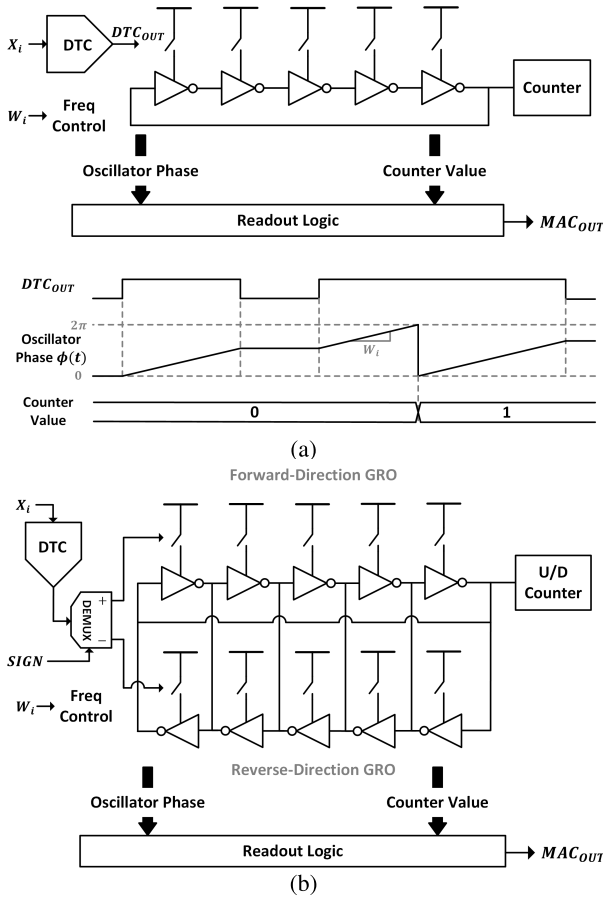 X_i
DTC
DTC_OUT
W_i
Freq
Control
Counter
Oscillator Phase
Counter Value
Readout Logic
MAC_OUT
DTC_OUT
2π
Oscillator
Phase ϕ(t)
W_i
0
Counter
Value
0
1
(a)
Forward-Direction GRO
X_i
DTC
DEMUX
+
−
SIGN
W_i
Freq
Control
U/D
Counter
Reverse-Direction GRO
Oscillator Phase
Counter Value
Readout Logic
MAC_OUT
(b)